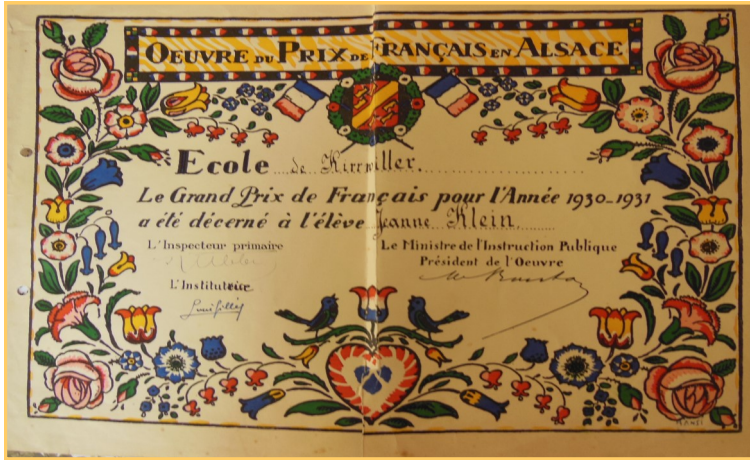 OEUVRE DU PRIX DE FRANÇAIS EN ALSACE
Ecole de Kirrwiller
Le Grand Prix de Français pour l'Année 1930-1931
a été décerné à l'élève Jeanne Klein
L'Inspecteur primaire
Le Ministre de l'Instruction Publique
Président de l'Oeuvre
L'Instituteur